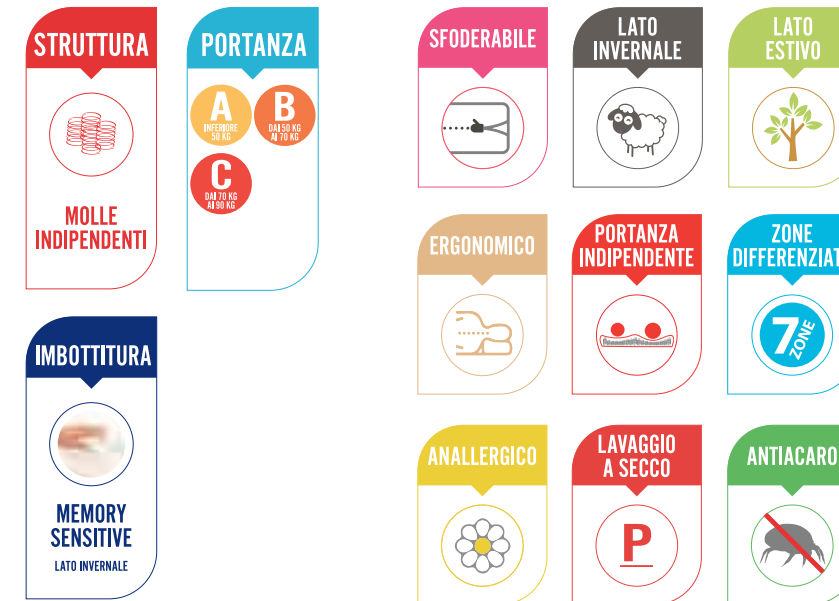 STRUTTURA
MOLLE
INDIPENDENTI
PORTANZA
A
INFERIORE
50 KG
B
DAI 50 KG
AI 70 KG
C
DAI 70 KG
AI 90 KG
IMBOTTITURA
MEMORY
SENSITIVE
LATO INVERNALE
SFODERABILE
LATO
INVERNALE
LATO
ESTIVO
ERGONOMICO
PORTANZA
INDIPENDENTE
ZONE
DIFFERENZIAT
7 ZONE
ANALLERGICO
LAVAGGIO
A SECCO
P
ANTIACARO